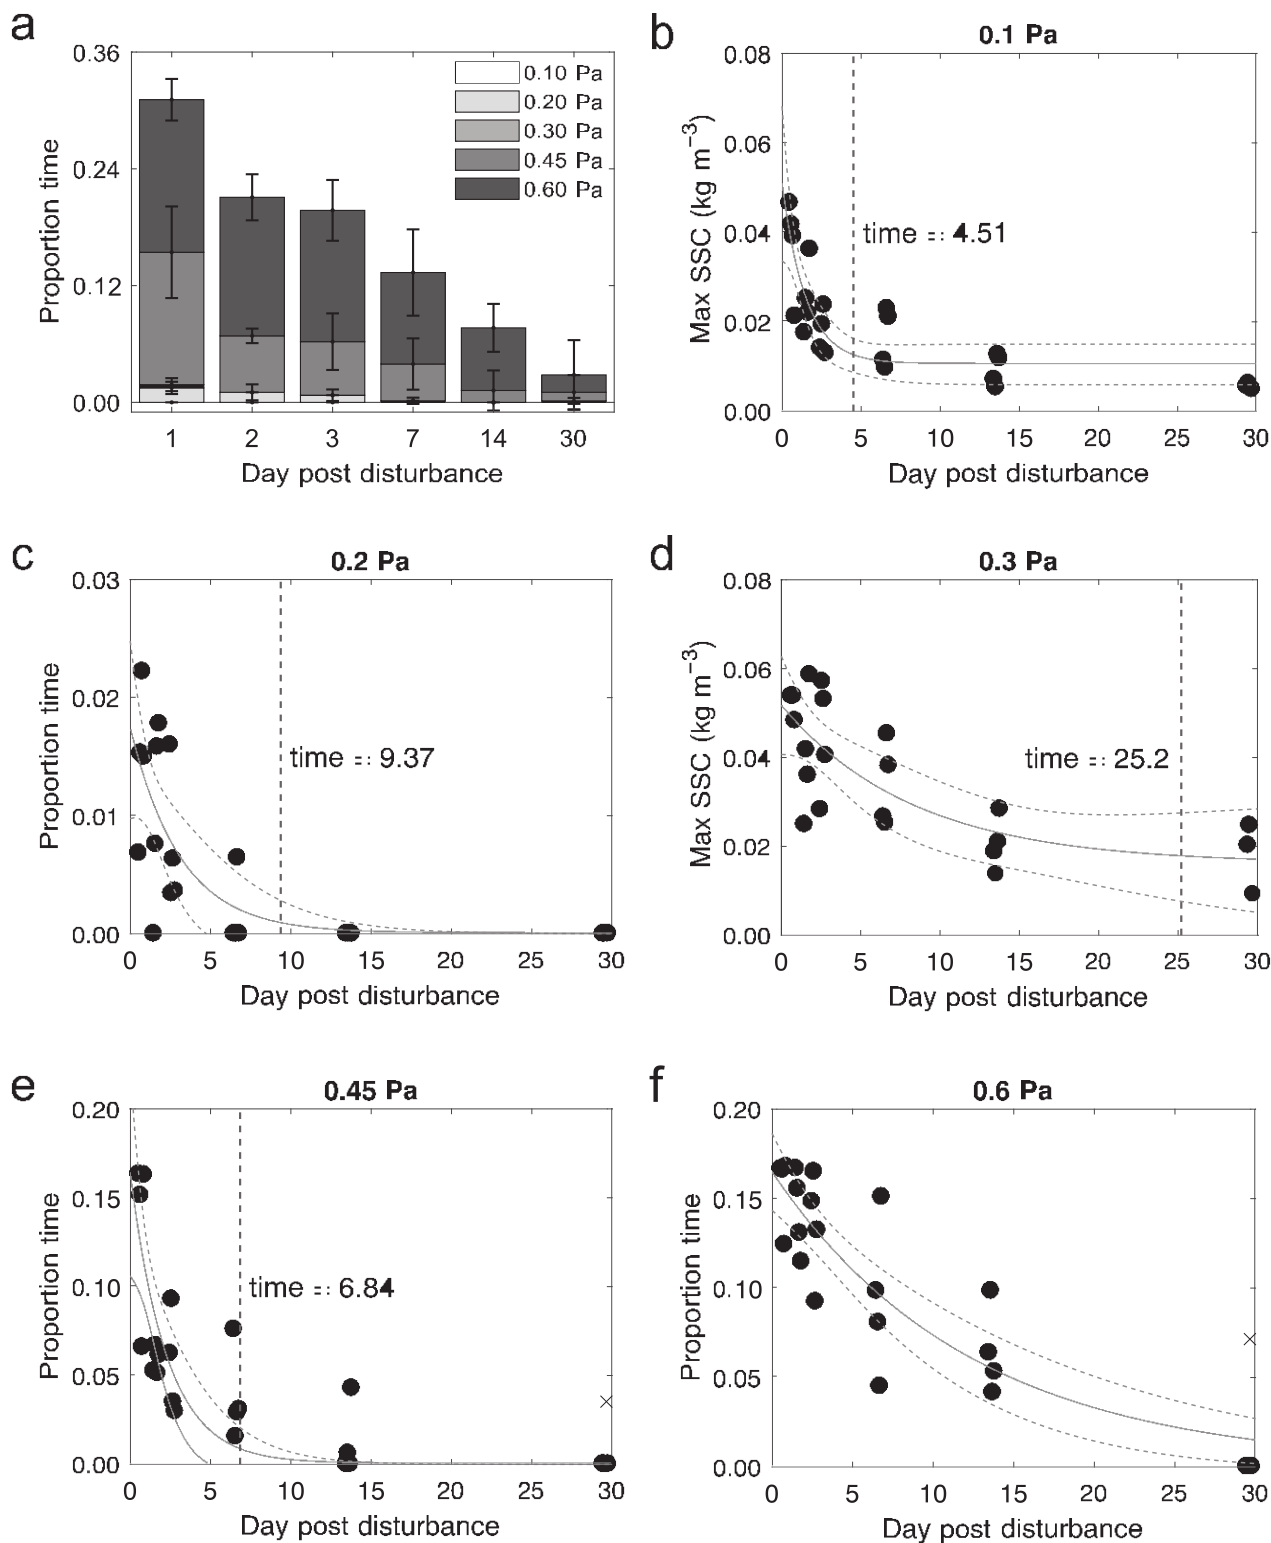 a
0.36
0.24
0.12
0.00
Proportion time
0.10 Pa
0.20 Pa
0.30 Pa
0.45 Pa
0.60 Pa
1 2 3 7 14 30
Day post disturbance
b
0.1 Pa
0.08
0.06
0.04
0.02
0.00
Max SSC (kg m⁻³)
time = 4.51
0 5 10 15 20 25 30
Day post disturbance
c
0.2 Pa
0.03
0.02
0.01
0.00
Proportion time
time = 9.37
0 5 10 15 20 25 30
Day post disturbance
d
0.3 Pa
0.08
0.06
0.04
0.02
0.00
Max SSC (kg m⁻³)
time = 25.2
0 5 10 15 20 25 30
Day post disturbance
e
0.45 Pa
0.20
0.15
0.10
0.05
0.00
Proportion time
time = 6.84
0 5 10 15 20 25 30
Day post disturbance
f
0.6 Pa
0.20
0.15
0.10
0.05
0.00
Proportion time
0 5 10 15 20 25 30
Day post disturbance